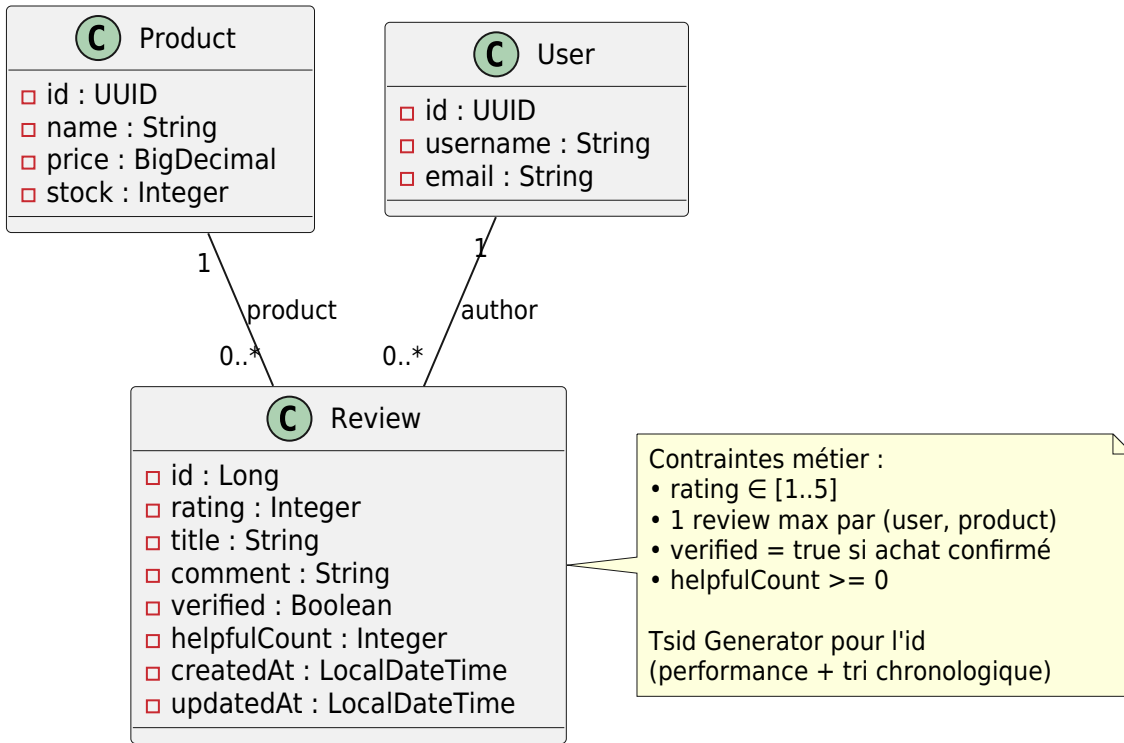 C Product
id : UUID
name : String
price : BigDecimal
stock : Integer
C User
id : UUID
username : String
email : String
1
1
product
author
0..*
0..*
C Review
id : Long
rating : Integer
title : String
comment : String
verified : Boolean
helpfulCount : Integer
createdAt : LocalDateTime
updatedAt : LocalDateTime
Contraintes métier :
• rating ∈ [1..5]
• 1 review max par (user, product)
• verified = true si achat confirmé
• helpfulCount >= 0
Tsid Generator pour l'id
(performance + tri chronologique)